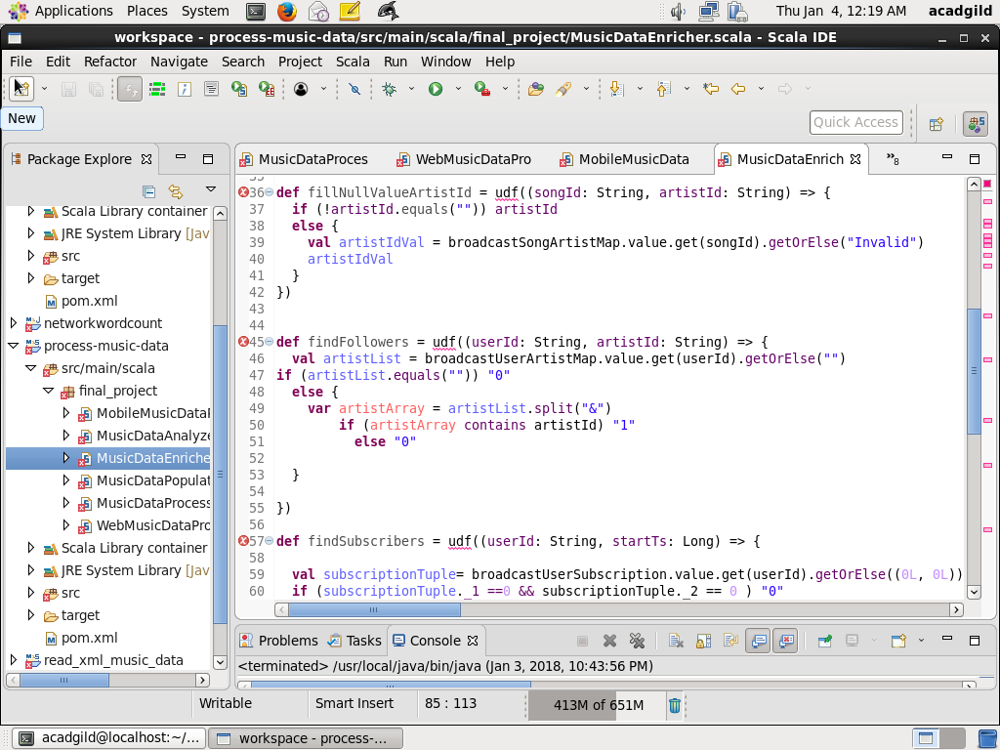 Applications Places System Thu Jan 4, 12:19 AM acadgild
workspace - process-music-data/src/main/scala/final_project/MusicDataEnricher.scala - Scala IDE
File Edit Refactor Navigate Search Project Scala Run Window Help
New
Quick Access
Package Explore
MusicDataProces WebMusicDataPro MobileMusicData MusicDataEnrich »8
Scala Library container
JRE System Library [Jav
src
target
pom.xml
networkwordcount
process-music-data
src/main/scala
final_project
MobileMusicDataP
MusicDataAnalyze
MusicDataEnriche
MusicDataPopulat
MusicDataProcess
WebMusicDataPro
Scala Library container
JRE System Library [Jav
src
target
pom.xml
read_xml_music_data
35
36 def fillNullValueArtistId = udf((songId: String, artistId: String) => {
37 if (!artistId.equals("")) artistId
38 else {
39 val artistIdVal = broadcastSongArtistMap.value.get(songId).getOrElse("Invalid")
40 artistIdVal
41 }
42 })
43
44
45 def findFollowers = udf((userId: String, artistId: String) => {
46 val artistList = broadcastUserArtistMap.value.get(userId).getOrElse("")
47 if (artistList.equals("")) "0"
48 else {
49 var artistArray = artistList.split("&")
50 if (artistArray contains artistId) "1"
51 else "0"
52
53 }
54
55 })
56
57 def findSubscribers = udf((userId: String, startTs: Long) => {
58
59 val subscriptionTuple= broadcastUserSubscription.value.get(userId).getOrElse((0L, 0L))
60 if (subscriptionTuple._1 ==0 && subscriptionTuple._2 == 0 ) "0"
Problems Tasks Console
<terminated> /usr/local/java/bin/java (Jan 3, 2018, 10:43:56 PM)
Writable Smart Insert 85 : 113 413M of 651M
acadgild@localhost:~/... workspace - process-...